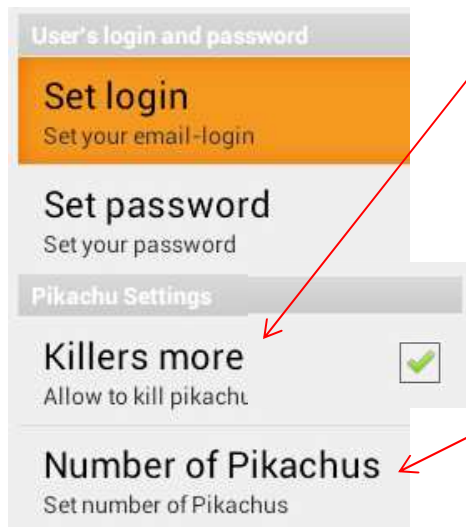 User's login and password
Set login
Set your email-login
Set password
Set your password
Pikachu Settings
Killers more
Allow to kill pikachu
Number of Pikachus
Set number of Pikachus